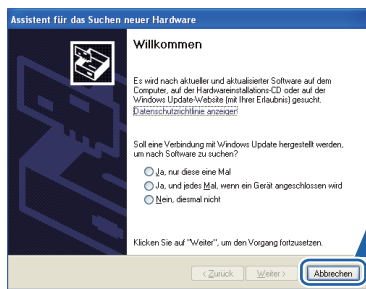 Assistent für das Suchen neuer Hardware
Willkommen
Es wird nach aktueller und aktualisierter Software auf dem
Computer, auf der Hardwareinstallations-CD oder auf der
Windows Update-Website (mit Ihrer Erlaubnis) gesucht.
Datenschutzrichtlinie anzeigen
Soll eine Verbindung mit Windows Update hergestellt werden,
um nach Software zu suchen?
Ja, nur diese eine Mal
Ja, und jedes Mal, wenn ein Gerät angeschlossen wird
Nein, diesmal nicht
Klicken Sie auf "Weiter", um den Vorgang fortzusetzen.
< Zurück
Weiter >
Abbrechen